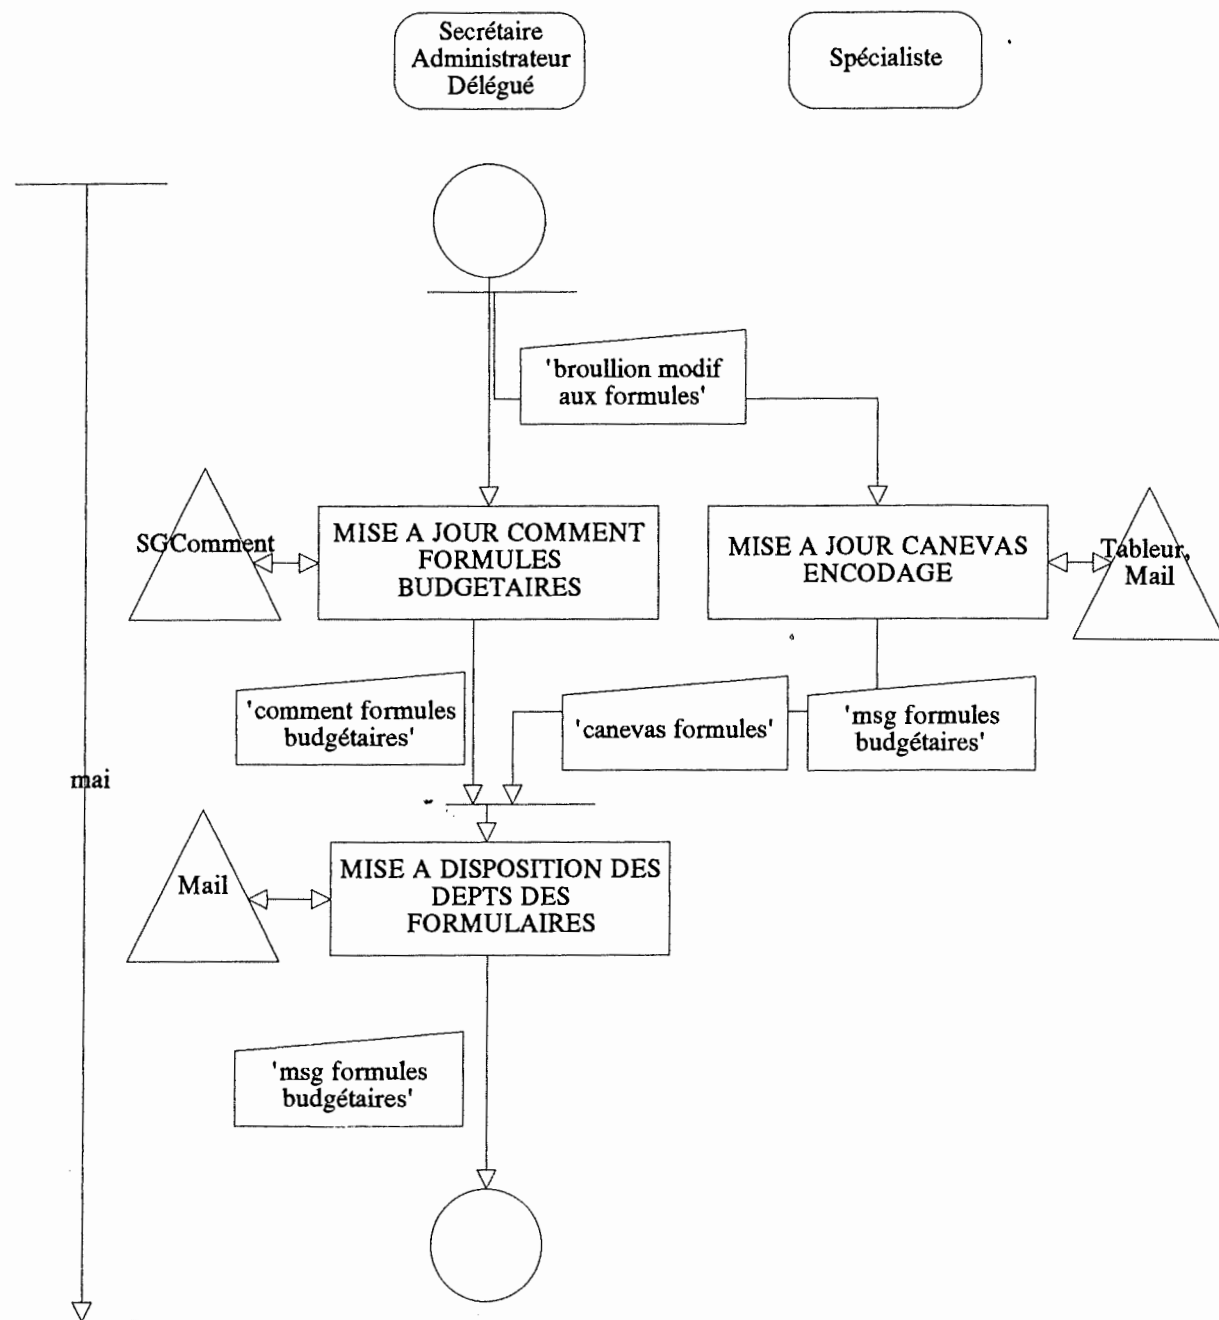 Secrétaire
Administrateur
Délégué
Spécialiste
'broullion modif
aux formules'
SGComment
MISE A JOUR COMMENT
FORMULES
BUDGETAIRES
MISE A JOUR CANEVAS
ENCODAGE
Tableur,
Mail
'comment formules
budgétaires'
'canevas formules'
'msg formules
budgétaires'
mai
Mail
MISE A DISPOSITION DES
DEPTS DES
FORMULAIRES
'msg formules
budgétaires'